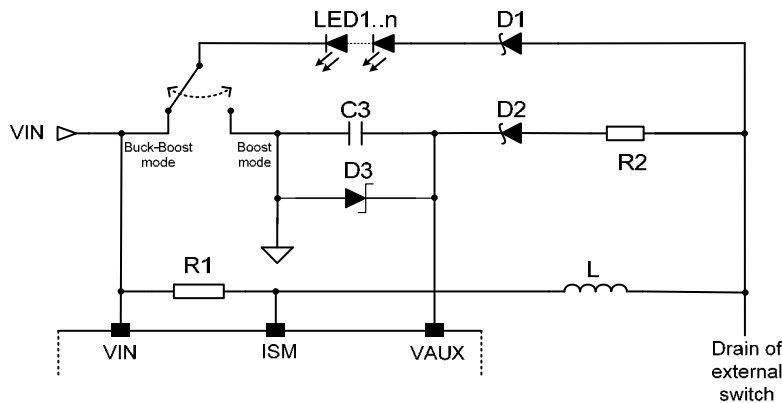 LED1..n
D1
VIN
Buck-Boost
mode
Boost
mode
C3
D2
R2
D3
R1
L
VIN
ISM
VAUX
Drain of
external
switch